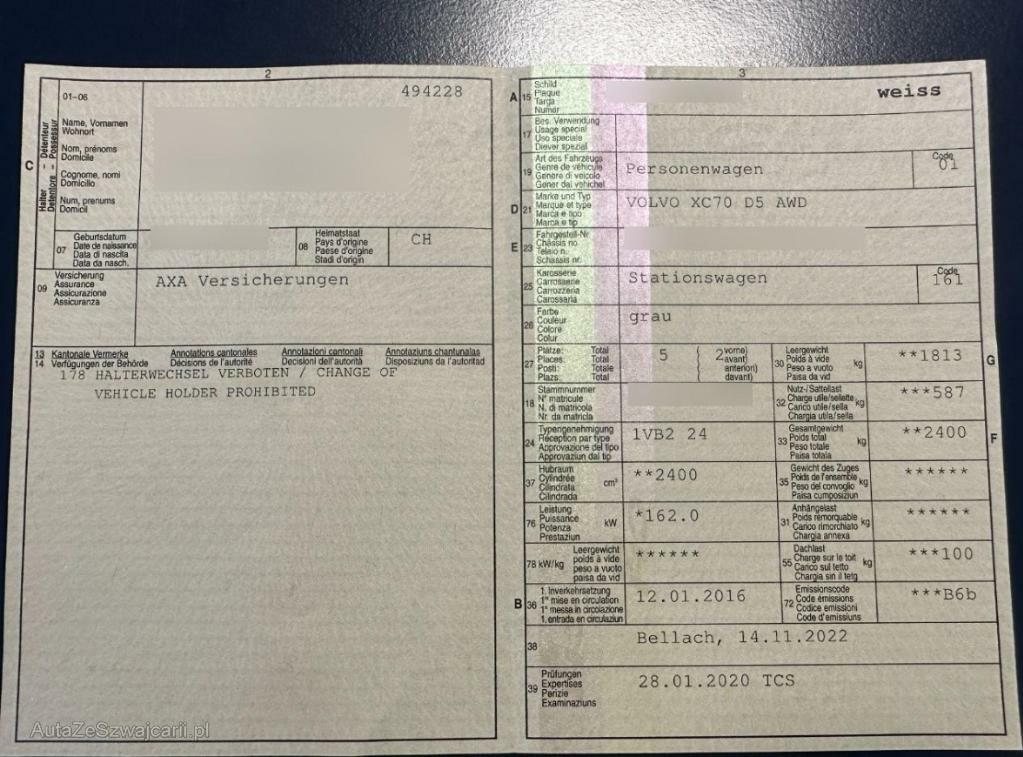 2
01-06
494228
C
Halter - Detenteur
Detentore - Possessur
Name, Vornamen
Wohnort
Nom, prénoms
Domicile
Cognome, nomi
Domicilio
Num, prenums
Domicil
07
Geburtsdatum
Date de naissance
Data di nascita
Data da nasch.
08
Heimatstaat
Pays d'origine
Paese d'origine
Stadi d'origin
CH
09
Versicherung
Assurance
Assicurazione
Assicuranza
AXA Versicherungen
13 Kantonale Vermerke Annotations cantonales Annotazioni cantonali Annotaziuns chantunalas
14 Verfügungen der Behörde Décisions de l'autorité Decisioni dell'autorità Disposiziuns da l'autoritad
178 HALTERWECHSEL VERBOTEN / CHANGE OF
VEHICLE HOLDER PROHIBITED
3
A 15
Schild
Plaque
Targa
Numer
weiss
17
Bes. Verwendung
Usage special
Uso speciale
Diever spezial
19
Art des Fahrzeugs
Genre de véhicule
Genere di veicolo
Gener dal vehichel
Personenwagen
Code
01
D 21
Marke und Typ
Marque et type
Marca e tipo
Marca e tip
VOLVO XC70 D5 AWD
E 23
Fahrgestell-Nr
Châssis no
Telaio n.
Schassis nr.
25
Karosserie
Carrosserie
Carrozzeria
Carossaria
Stationswagen
Code
161
26
Farbe
Couleur
Colore
Colur
grau
27
Plätze: Total
Places: Total
Posti: Totale
Plazs: Total
5 ( 2 vorne)
( avant)
( anteriori)
( davant)
30
Leergewicht
Poids à vide kg
Peso a vuoto
Paisa da vid
**1813
G
18
Stammnummer
N° matricule
N. di matricola
Nr. da matricla
32
Nutz-/Sattellast
Charge utile/sellette kg
Carico utile/sella
Chargia utila/sella
***587
24
Typengenehmigung
Réception par type
Approvazione del tipo
Approvaziun dal tip
1VB2 24
33
Gesamtgewicht
Poids total kg
Peso totale
Paisa totala
**2400
F
37
Hubraum
Cylindrée cm³
Cilindrata
Cilindrada
**2400
35
Gewicht des Zuges
Poids de l'ensemble kg
Peso del convoglio
Paisa cumposiziun
******
76
Leistung
Puissance kW
Potenza
Prestaziun
*162.0
31
Anhängelast
Poids remorquable kg
Carico rimorchiato
Chargia annexa
******
78 kW/kg
Leergewicht
poids à vide
peso a vuoto
paisa da vid
******
55
Dachlast
Charge sur le toit kg
Carico sul tetto
Chargia sin il tetg
***100
B 36
1. Inverkehrsetzung
1re mise en circulation
1a messa in circolazione
1. entrada en circulaziun
12.01.2016
72
Emissionscode
Code émissions
Codice emissioni
Code d'emissiuns
***B6b
38
Bellach, 14.11.2022
39
Prüfungen
Expertises
Perizie
Examinaziuns
28.01.2020 TCS
AutaZeSzwajcarii.pl